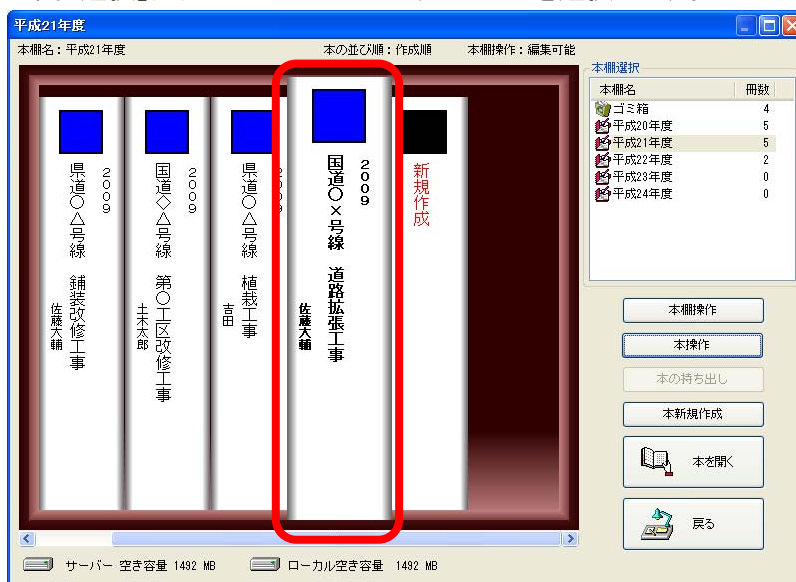 平成21年度
本棚名：平成21年度 本の並び順：作成順 本棚操作：編集可能
2009
県道〇△号線 舗装改修工事
佐藤大輔
2009
国道◇△号線 第〇工区改修工事
土木太郎
2009
県道〇△号線 植栽工事
吉田
2009
国道〇×号線 道路拡張工事
佐藤大輔
新規作成
本棚選択
本棚名 冊数
ゴミ箱 4
平成20年度 5
平成21年度 5
平成22年度 2
平成23年度 0
平成24年度 0
本棚操作
本操作
本の持ち出し
本新規作成
本を開く
戻る
サーバー 空き容量 1492 MB ローカル空き容量 1492 MB